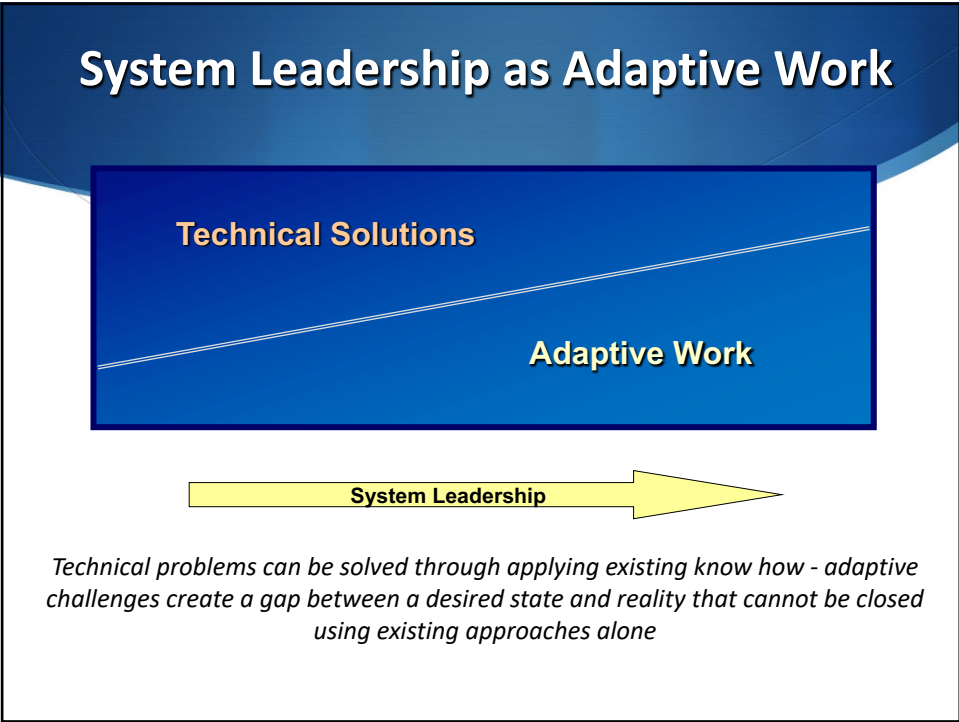 System Leadership as Adaptive Work
Technical Solutions
Adaptive Work
System Leadership
Technical problems can be solved through applying existing know how - adaptive
challenges create a gap between a desired state and reality that cannot be closed
using existing approaches alone